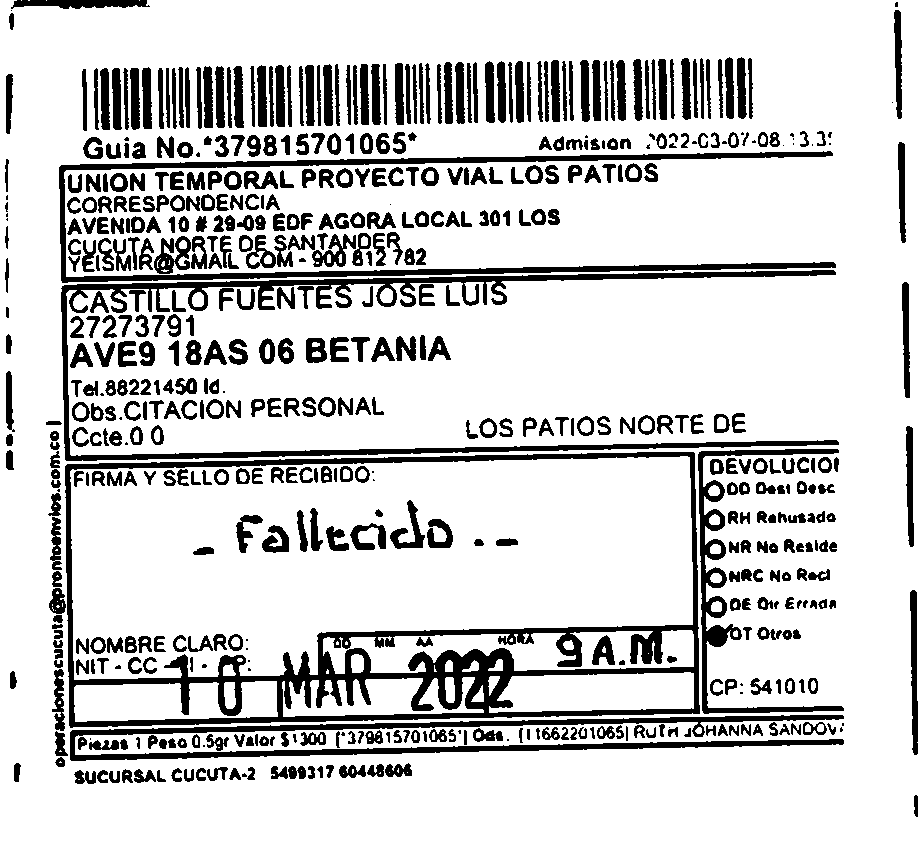 Guia No.*379815701065*
Admision 2022-03-07-08:13:3
UNION TEMPORAL PROYECTO VIAL LOS PATIOS
CORRESPONDENCIA
AVENIDA 10 # 29-09 EDF AGORA LOCAL 301 LOS
CUCUTA NORTE DE SANTANDER
YEISMIR@GMAIL COM - 900 812 782
CASTILLO FUENTES JOSE LUIS
27273791
AVE9 18AS 06 BETANIA
Tel.88221450 Id.
Obs.CITACION PERSONAL
Ccte.0 0
LOS PATIOS NORTE DE
operacionescucuta@prontoenvios.com.co |
FIRMA Y SELLO DE RECIBIDO:
- Fallecido . -
NOMBRE CLARO:
NIT - CC - TI - CP:
DD MM AA HORA
10 MAR 2022 9 A.M.
DEVOLUCIO
DD Dest Desc
RH Rehusado
NR No Reside
NRC No Recl
DE Dir Errada
OT Otros
CP: 541010
Piezas 1 Peso 0.5gr Valor $1300 [*379815701065*] Ods. [11662201065] RUTH JOHANNA SANDOV
SUCURSAL CUCUTA-2 5499317 60448606